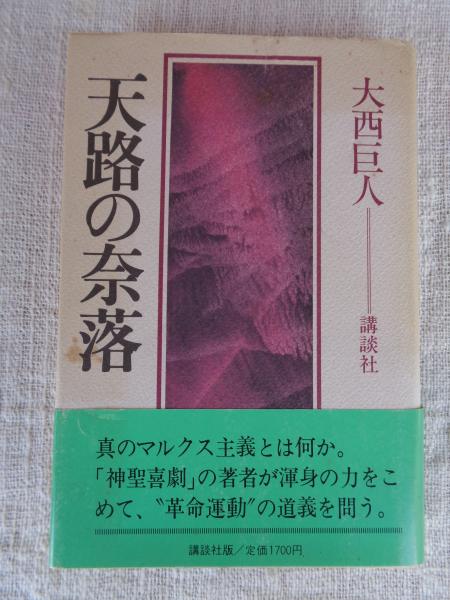 大西巨人
講談社
天路の奈落
真のマルクス主義とは何か。
「神聖喜劇」の著者が渾身の力をこ
めて、〝革命運動〟の道義を問う。
講談社版/定価1700円